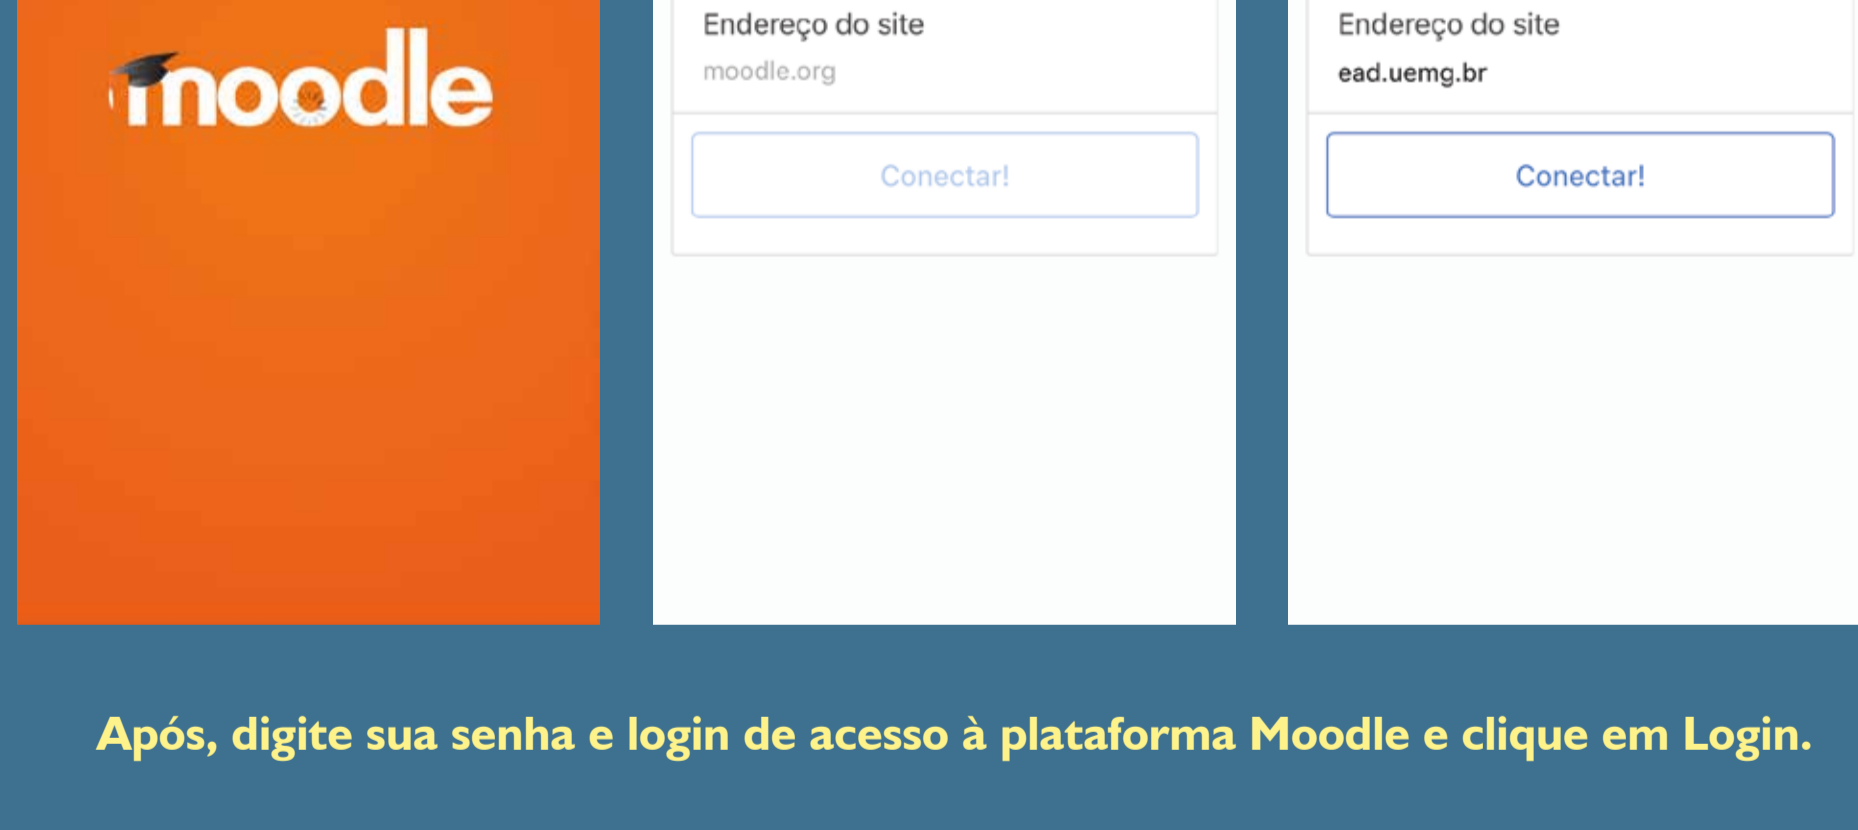 moodle
Endereço do site
moodle.org
Conectar!
Endereço do site
ead.uemg.br
Conectar!
Após, digite sua senha e login de acesso à plataforma Moodle e clique em Login.